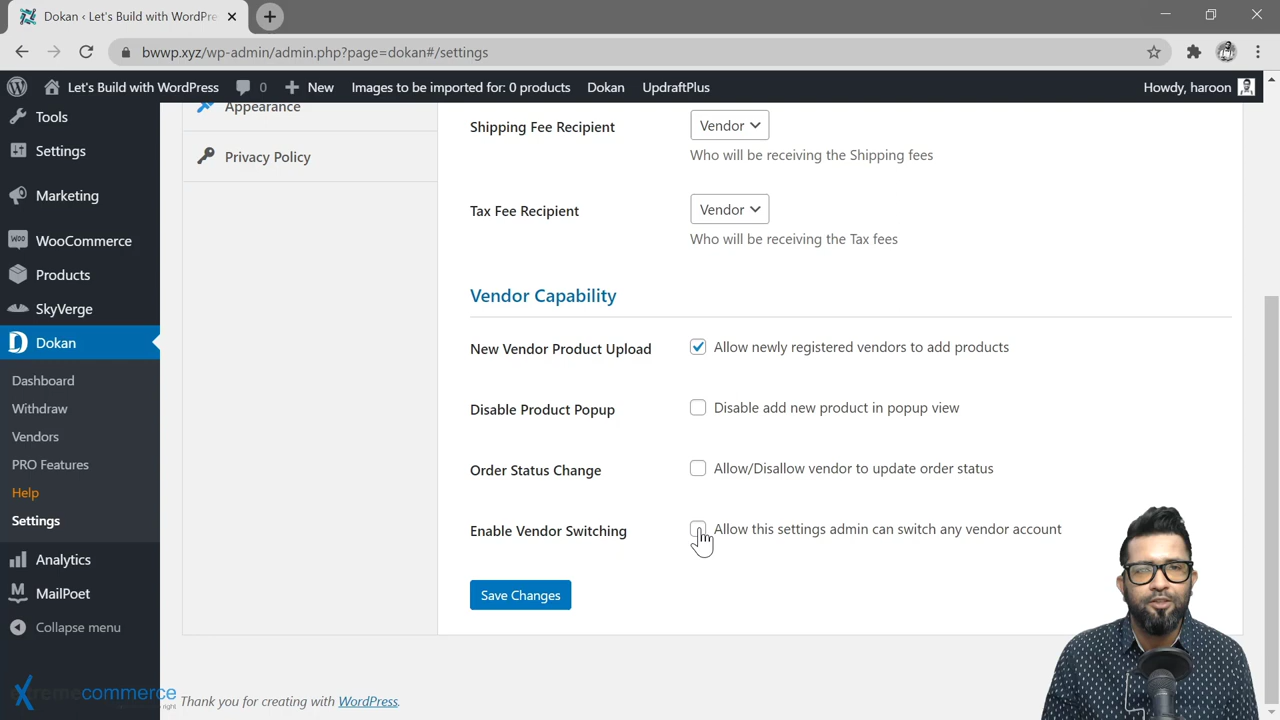 Dokan ‹ Let's Build with WordPre
bwwp.xyz/wp-admin/admin.php?page=dokan#/settings
Let's Build with WordPress
0
New
Images to be imported for: 0 products
Dokan
UpdraftPlus
Howdy, haroon
Tools
Settings
Marketing
WooCommerce
Products
SkyVerge
Dokan
Dashboard
Withdraw
Vendors
PRO Features
Help
Settings
Analytics
MailPoet
Collapse menu
Appearance
Privacy Policy
Shipping Fee Recipient
Vendor
Who will be receiving the Shipping fees
Tax Fee Recipient
Vendor
Who will be receiving the Tax fees
Vendor Capability
New Vendor Product Upload
Allow newly registered vendors to add products
Disable Product Popup
Disable add new product in popup view
Order Status Change
Allow/Disallow vendor to update order status
Enable Vendor Switching
Allow this settings admin can switch any vendor account
Save Changes
Thank you for creating with WordPress.
xtremecommerce